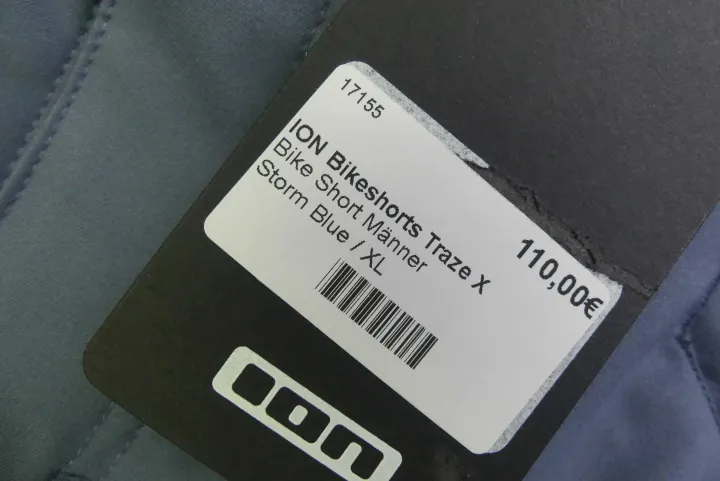 17155
ION Bikeshorts Traze X
Bike Short Männer
Storm Blue / XL
110,00€
ion